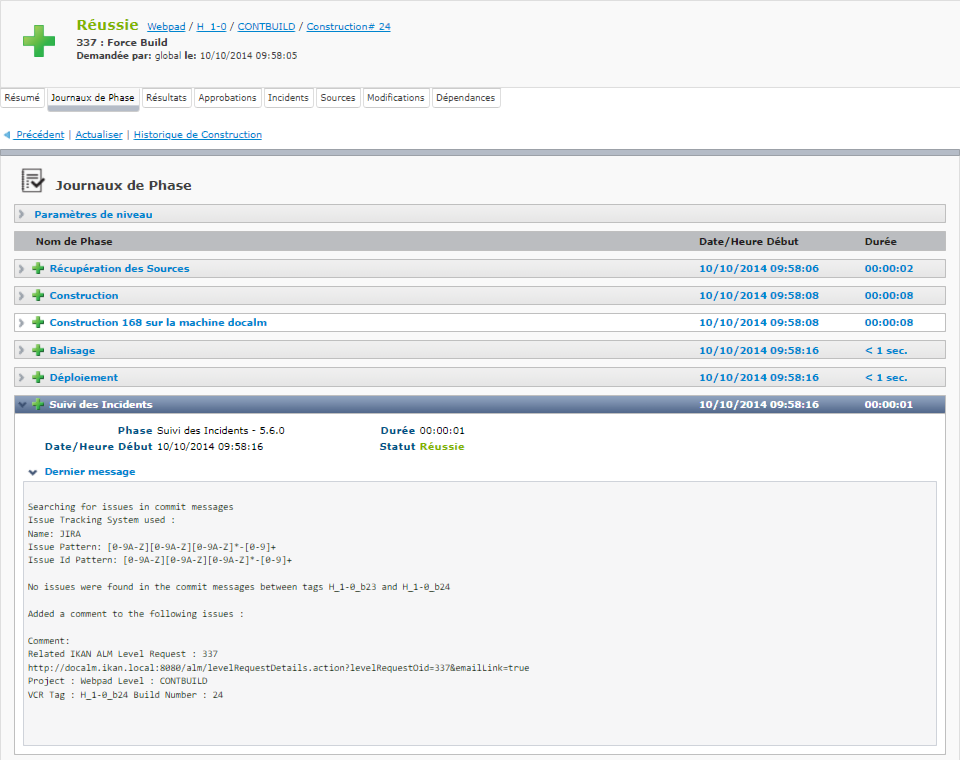 Réussie Webpad / H_1-0 / CONTBUILD / Construction# 24
337 : Force Build
Demandée par: global le: 10/10/2014 09:58:05
Résumé Journaux de Phase Résultats Approbations Incidents Sources Modifications Dépendances
Précédent | Actualiser | Historique de Construction
Journaux de Phase
Paramètres de niveau
Nom de Phase Date/Heure Début Durée
Récupération des Sources 10/10/2014 09:58:06 00:00:02
Construction 10/10/2014 09:58:08 00:00:08
Construction 168 sur la machine docalm 10/10/2014 09:58:08 00:00:08
Balisage 10/10/2014 09:58:16 < 1 sec.
Déploiement 10/10/2014 09:58:16 < 1 sec.
Suivi des Incidents 10/10/2014 09:58:16 00:00:01
Phase Suivi des Incidents - 5.6.0 Durée 00:00:01
Date/Heure Début 10/10/2014 09:58:16 Statut Réussie
Dernier message
Searching for issues in commit messages
Issue Tracking System used :
Name: JIRA
Issue Pattern: [0-9A-Z][0-9A-Z][0-9A-Z]*-[0-9]+
Issue Id Pattern: [0-9A-Z][0-9A-Z][0-9A-Z]*-[0-9]+
No issues were found in the commit messages between tags H_1-0_b23 and H_1-0_b24
Added a comment to the following issues :
Comment:
Related IKAN ALM Level Request : 337
http://docalm.ikan.local:8080/alm/levelRequestDetails.action?levelRequestOid=337&emailLink=true
Project : Webpad Level : CONTBUILD
VCR Tag : H_1-0_b24 Build Number : 24